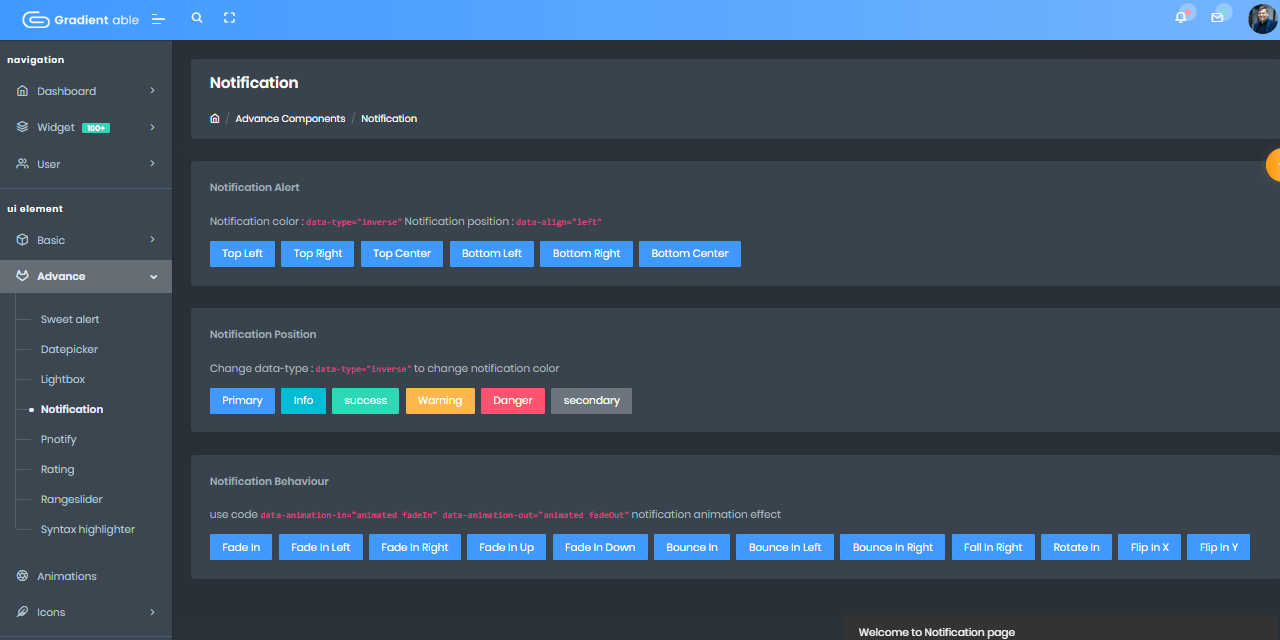 Gradient able
navigation
Dashboard
Widget 100+
User
ui element
Basic
Advance
Sweet alert
Datepicker
Lightbox
Notification
Pnotify
Rating
Rangeslider
Syntax highlighter
Animations
Icons
Notification
/ Advance Components / Notification
Notification Alert
Notification color : data-type="inverse" Notification position : data-align="left"
Top Left Top Right Top Center Bottom Left Bottom Right Bottom Center
Notification Position
Change data-type : data-type="inverse" to change notification color
Primary Info success Warning Danger secondary
Notification Behaviour
use code data-animation-in="animated fadeIn" data-animation-out="animated fadeOut" notification animation effect
Fade In Fade In Left Fade In Right Fade In Up Fade In Down Bounce In Bounce In Left Bounce In Right Fall In Right Rotate In Flip In X Flip In Y
Welcome to Notification page